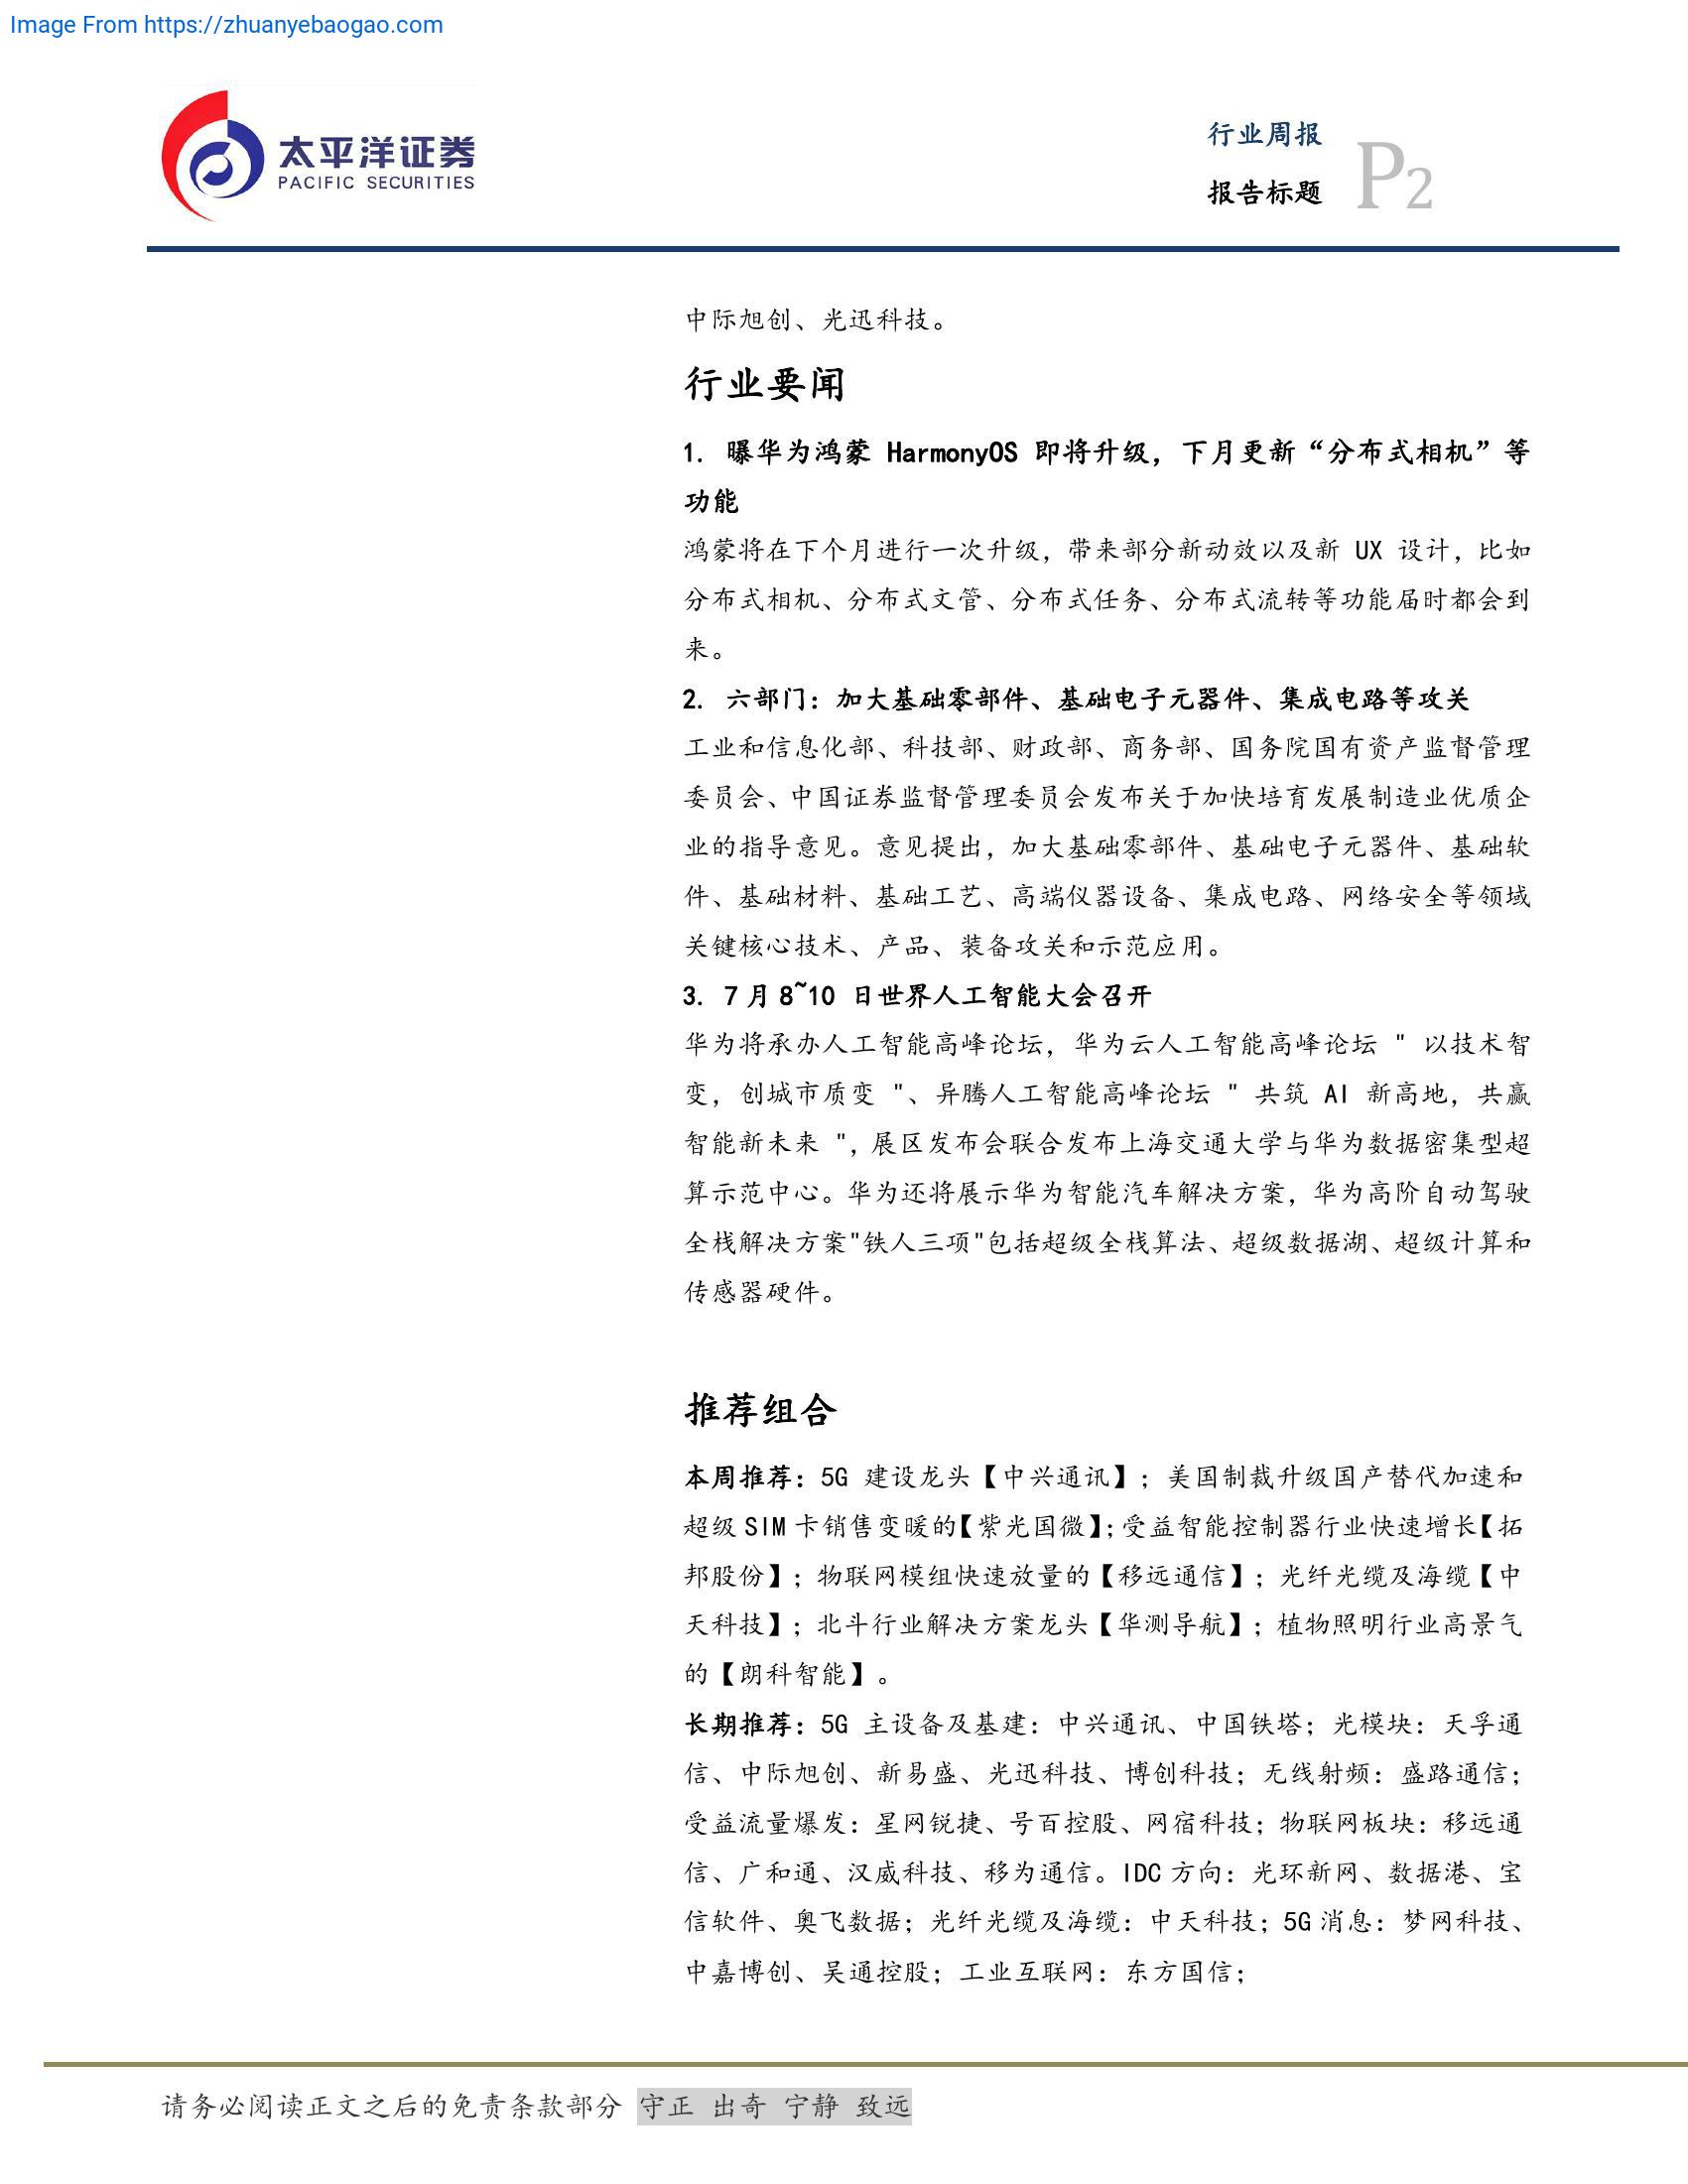 Image From https://zhuanyebaogao.com
太平洋证券
PACIFIC SECURITIES
行业周报
报告标题
P2
中际旭创、光迅科技。
行业要闻
1. 曝华为鸿蒙 HarmonyOS 即将升级，下月更新“分布式相机”等
功能
鸿蒙将在下个月进行一次升级，带来部分新动效以及新 UX 设计，比如
分布式相机、分布式文管、分布式任务、分布式流转等功能届时都会到
来。
2. 六部门：加大基础零部件、基础电子元器件、集成电路等攻关
工业和信息化部、科技部、财政部、商务部、国务院国有资产监督管理
委员会、中国证券监督管理委员会发布关于加快培育发展制造业优质企
业的指导意见。意见提出，加大基础零部件、基础电子元器件、基础软
件、基础材料、基础工艺、高端仪器设备、集成电路、网络安全等领域
关键核心技术、产品、装备攻关和示范应用。
3. 7月8~10 日世界人工智能大会召开
华为将承办人工智能高峰论坛，华为云人工智能高峰论坛 " 以技术智
变，创城市质变 "、异腾人工智能高峰论坛 " 共筑 AI 新高地，共赢
智能新未来 "，展区发布会联合发布上海交通大学与华为数据密集型超
算示范中心。华为还将展示华为智能汽车解决方案，华为高阶自动驾驶
全栈解决方案"铁人三项"包括超级全栈算法、超级数据湖、超级计算和
传感器硬件。
推荐组合
本周推荐：5G 建设龙头【中兴通讯】；美国制裁升级国产替代加速和
超级SIM卡销售变暖的【紫光国微】；受益智能控制器行业快速增长【拓
邦股份】；物联网模组快速放量的【移远通信】；光纤光缆及海缆【中
天科技】；北斗行业解决方案龙头【华测导航】；植物照明行业高景气
的【朗科智能】。
长期推荐：5G 主设备及基建：中兴通讯、中国铁塔；光模块：天孚通
信、中际旭创、新易盛、光迅科技、博创科技；无线射频：盛路通信；
受益流量爆发：星网锐捷、号百控股、网宿科技；物联网板块：移远通
信、广和通、汉威科技、移为通信。IDC方向：光环新网、数据港、宝
信软件、奥飞数据；光纤光缆及海缆：中天科技；5G消息：梦网科技、
中嘉博创、吴通控股；工业互联网：东方国信；
请务必阅读正文之后的免责条款部分 守正 出奇 宁静 致远